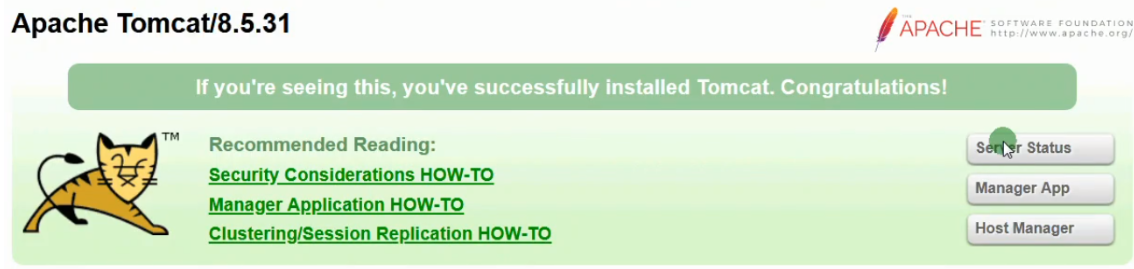 Apache Tomcat/8.5.31
THE
APACHE™ SOFTWARE FOUNDATION
http://www.apache.org/
If you're seeing this, you've successfully installed Tomcat. Congratulations!
TM
Recommended Reading:
Security Considerations HOW-TO
Manager Application HOW-TO
Clustering/Session Replication HOW-TO
Server Status
Manager App
Host Manager